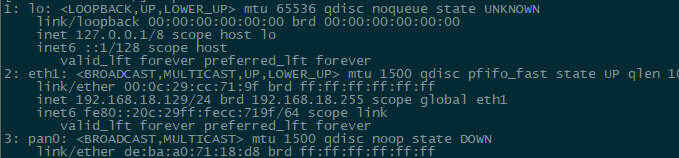 1: lo: <LOOPBACK,UP,LOWER_UP> mtu 65536 qdisc noqueue state UNKNOWN
link/loopback 00:00:00:00:00:00 brd 00:00:00:00:00:00
inet 127.0.0.1/8 scope host lo
inet6 ::1/128 scope host
valid_lft forever preferred_lft forever
2: eth1: <BROADCAST,MULTICAST,UP,LOWER_UP> mtu 1500 qdisc pfifo_fast state UP qlen 10
link/ether 00:0c:29:cc:71:9f brd ff:ff:ff:ff:ff:ff
inet 192.168.18.129/24 brd 192.168.18.255 scope global eth1
inet6 fe80::20c:29ff:fecc:719f/64 scope link
valid_lft forever preferred_lft forever
3: pan0: <BROADCAST,MULTICAST> mtu 1500 qdisc noop state DOWN
link/ether de:ba:a0:71:18:d8 brd ff:ff:ff:ff:ff:ff